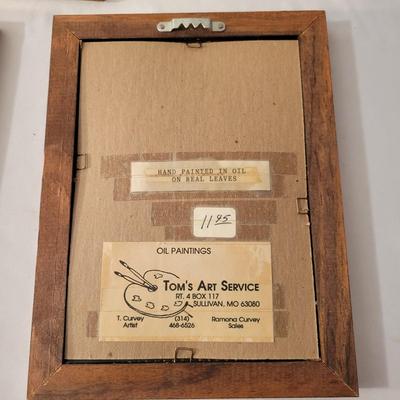 HAND PAINTED IN OIL
ON REAL LEAVES
11 95
OIL PAINTINGS
TOM'S ART SERVICE
RT. 4 BOX 117
SULLIVAN, MO 63080
T. Curvey (314) Ramona Curvey
Artist 468-6526 Sales